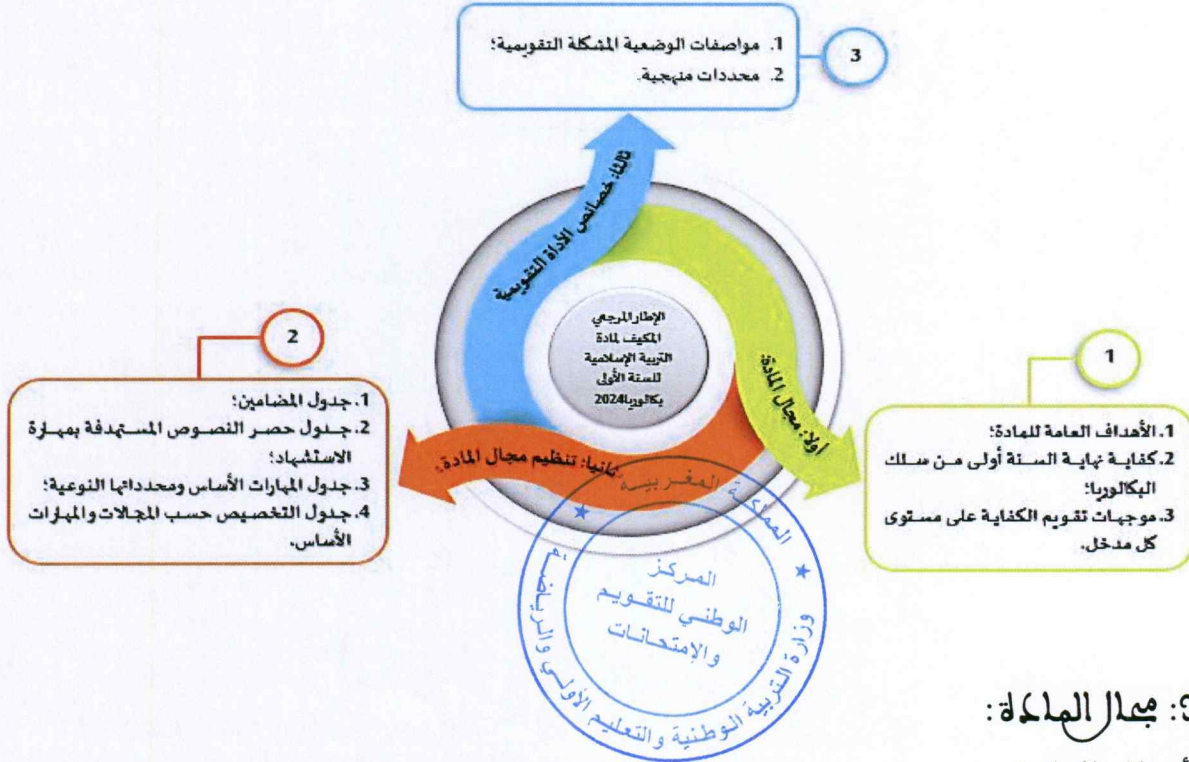 3
1. مواصفات الوضعية المشكلة التقويمية؛
2. محددات منهجية.
ثالثا: خصائص الأداة التقويمية
أولا: مجال المادة:
ثانيا: تنظيم مجال المادة.
الإطار المرجعي
المكيف لمادة
التربية الإسلامية
للسنة الأولى
بكالوريا2024
1
1. الأهداف العامة للمادة؛
2. كفاية نهاية السنة أولى من سلك
البكالوريا؛
3. موجهات تقويم الكفاية على مستوى
كل مدخل.
2
1. جدول المضامين؛
2. جدول حصر النصوص المستهدفة بمهارة
الاستشهاد؛
3. جدول المهارات الأساس ومحدداتها النوعية؛
4. جدول التخصيص حسب المجالات والمهارات
الأساس.
المملكة المغربية
المركز
الوطني للتقويم
والإمتحانات
وزارة التربية الوطنية والتعليم الأولي والرياضة
3: مجال المادة: